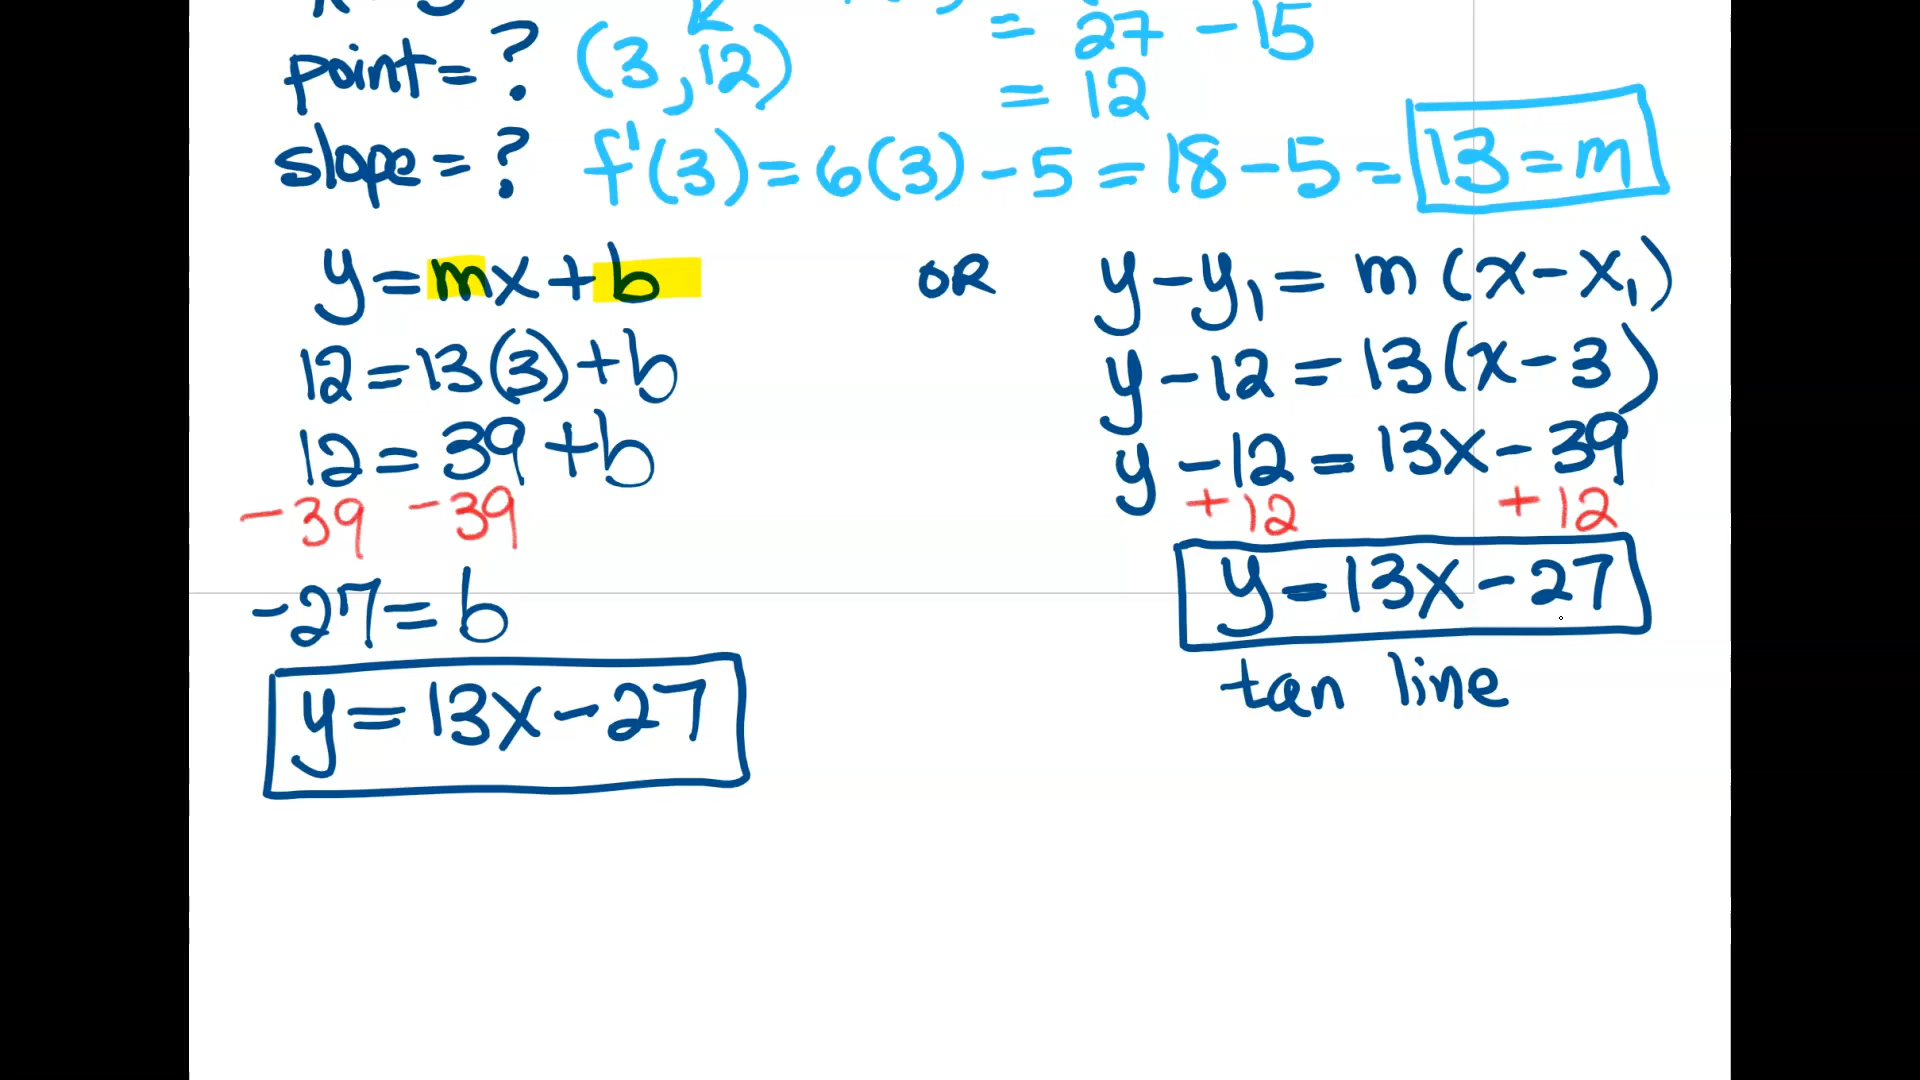 = 27 - 15
point = ? (3, 12)
= 12
slope = ? f'(3) = 6(3) - 5 = 18 - 5 = 13 = m
y = mx + b OR y - y₁ = m (x - x₁)
12 = 13(3) + b
y - 12 = 13(x - 3)
12 = 39 + b
y - 12 = 13x - 39
-39 -39
+12 +12
-27 = b
y = 13x - 27
tan line
y = 13x - 27